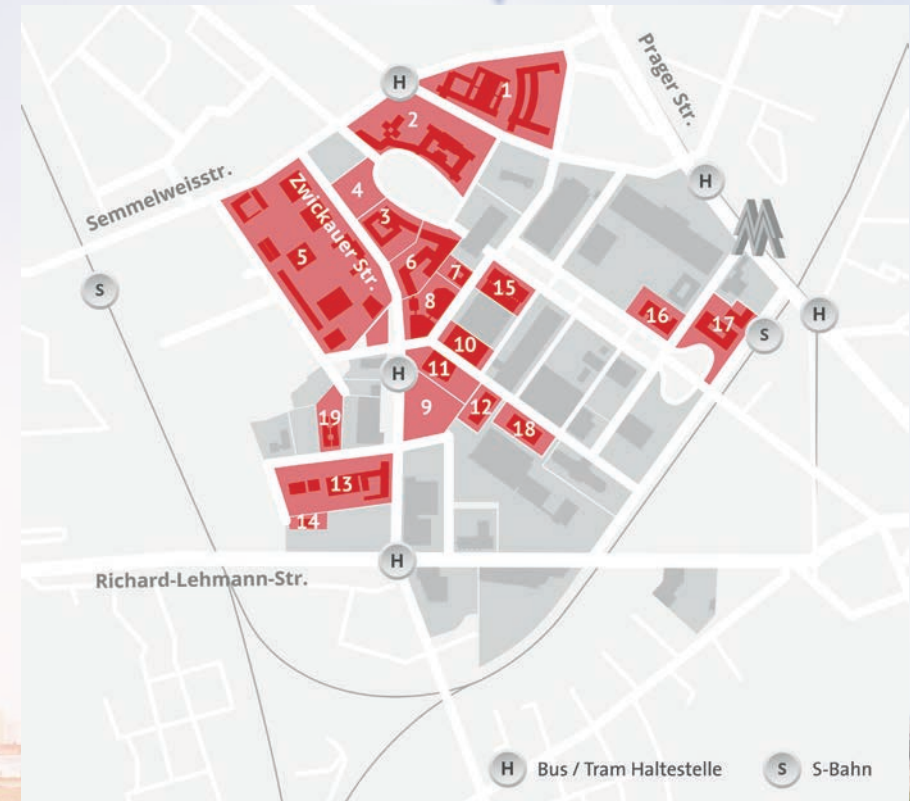 Prager Str.
H
1
2
H
Semmelweisstr.
Zwickauer Str.
4
3
5
6
7
S
8
15
16
17
H
S
10
11
H
9
12
18
19
13
14
H
Richard-Lehmann-Str.
H Bus / Tram Haltestelle
S S-Bahn